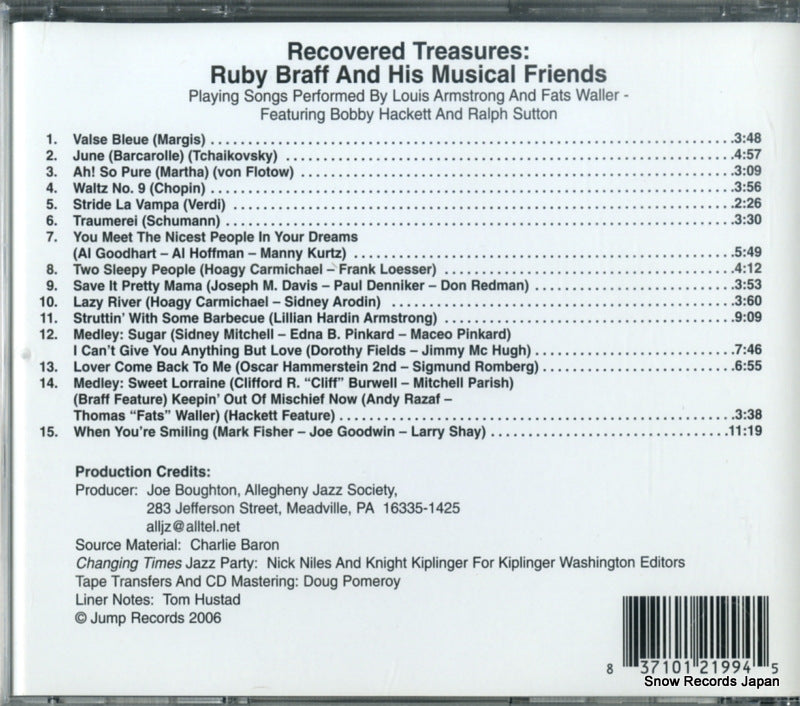 Recovered Treasures:
Ruby Braff And His Musical Friends
Playing Songs Performed By Louis Armstrong And Fats Waller -
Featuring Bobby Hackett And Ralph Sutton
1. Valse Bleue (Margis) 3:48
2. June (Barcarolle) (Tchaikovsky) 4:57
3. Ah! So Pure (Martha) (von Flotow) 3:09
4. Waltz No. 9 (Chopin) 3:56
5. Stride La Vampa (Verdi) 2:26
6. Traumerei (Schumann) 3:30
7. You Meet The Nicest People In Your Dreams
(Al Goodhart – Al Hoffman – Manny Kurtz) 5:49
8. Two Sleepy People (Hoagy Carmichael – Frank Loesser) 4:12
9. Save It Pretty Mama (Joseph M. Davis – Paul Denniker – Don Redman) 3:53
10. Lazy River (Hoagy Carmichael – Sidney Arodin) 3:60
11. Struttin' With Some Barbecue (Lillian Hardin Armstrong) 9:09
12. Medley: Sugar (Sidney Mitchell – Edna B. Pinkard – Maceo Pinkard)
I Can't Give You Anything But Love (Dorothy Fields – Jimmy Mc Hugh) 7:46
13. Lover Come Back To Me (Oscar Hammerstein 2nd – Sigmund Romberg) 6:55
14. Medley: Sweet Lorraine (Clifford R. "Cliff" Burwell – Mitchell Parish)
(Braff Feature) Keepin' Out Of Mischief Now (Andy Razaf –
Thomas "Fats" Waller) (Hackett Feature) 3:38
15. When You're Smiling (Mark Fisher – Joe Goodwin – Larry Shay) 11:19
Production Credits:
Producer: Joe Boughton, Allegheny Jazz Society,
283 Jefferson Street, Meadville, PA 16335-1425
alljz@alltel.net
Source Material: Charlie Baron
Changing Times Jazz Party: Nick Niles And Knight Kiplinger For Kiplinger Washington Editors
Tape Transfers And CD Mastering: Doug Pomeroy
Liner Notes: Tom Hustad
© Jump Records 2006
8 37101 21994 5
Snow Records Japan